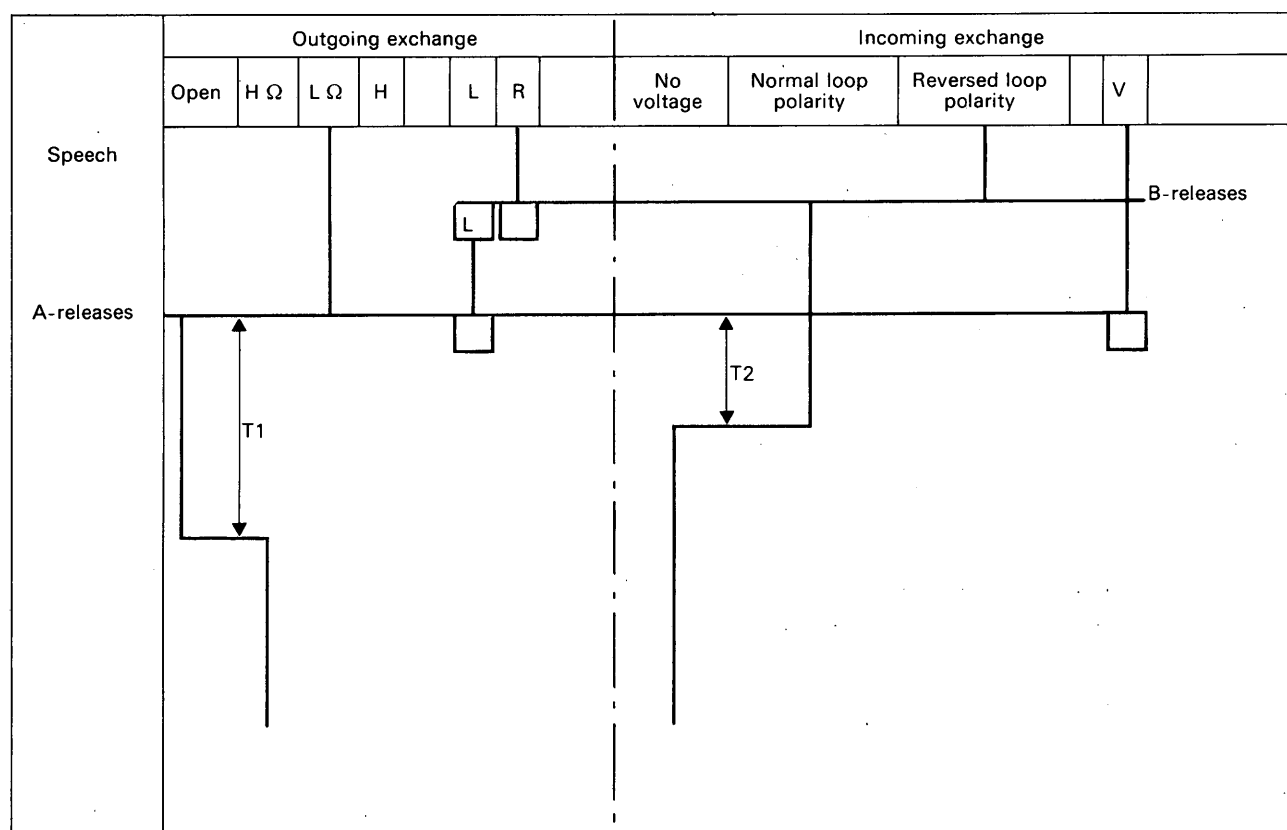 Outgoing exchange
Incoming exchange
Open
H Ω
L Ω
H
L
R
No
voltage
Normal loop
polarity
Reversed loop
polarity
V
Speech
B-releases
L
A-releases
T1
T2